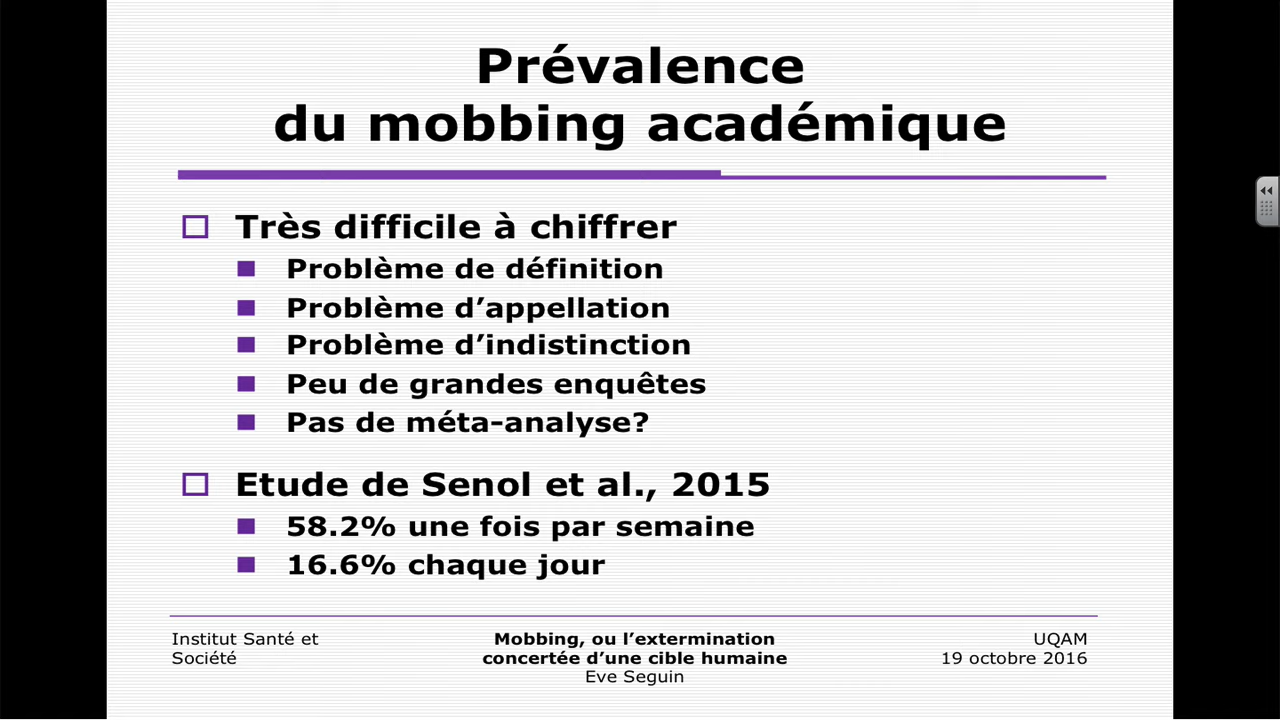 Prévalence
du mobbing académique
Très difficile à chiffrer
Problème de définition
Problème d’appellation
Problème d’indistinction
Peu de grandes enquêtes
Pas de méta-analyse?
Etude de Senol et al., 2015
58.2% une fois par semaine
16.6% chaque jour
Institut Santé et
Société
Mobbing, ou l’extermination
concertée d’une cible humaine
Eve Seguin
UQAM
19 octobre 2016